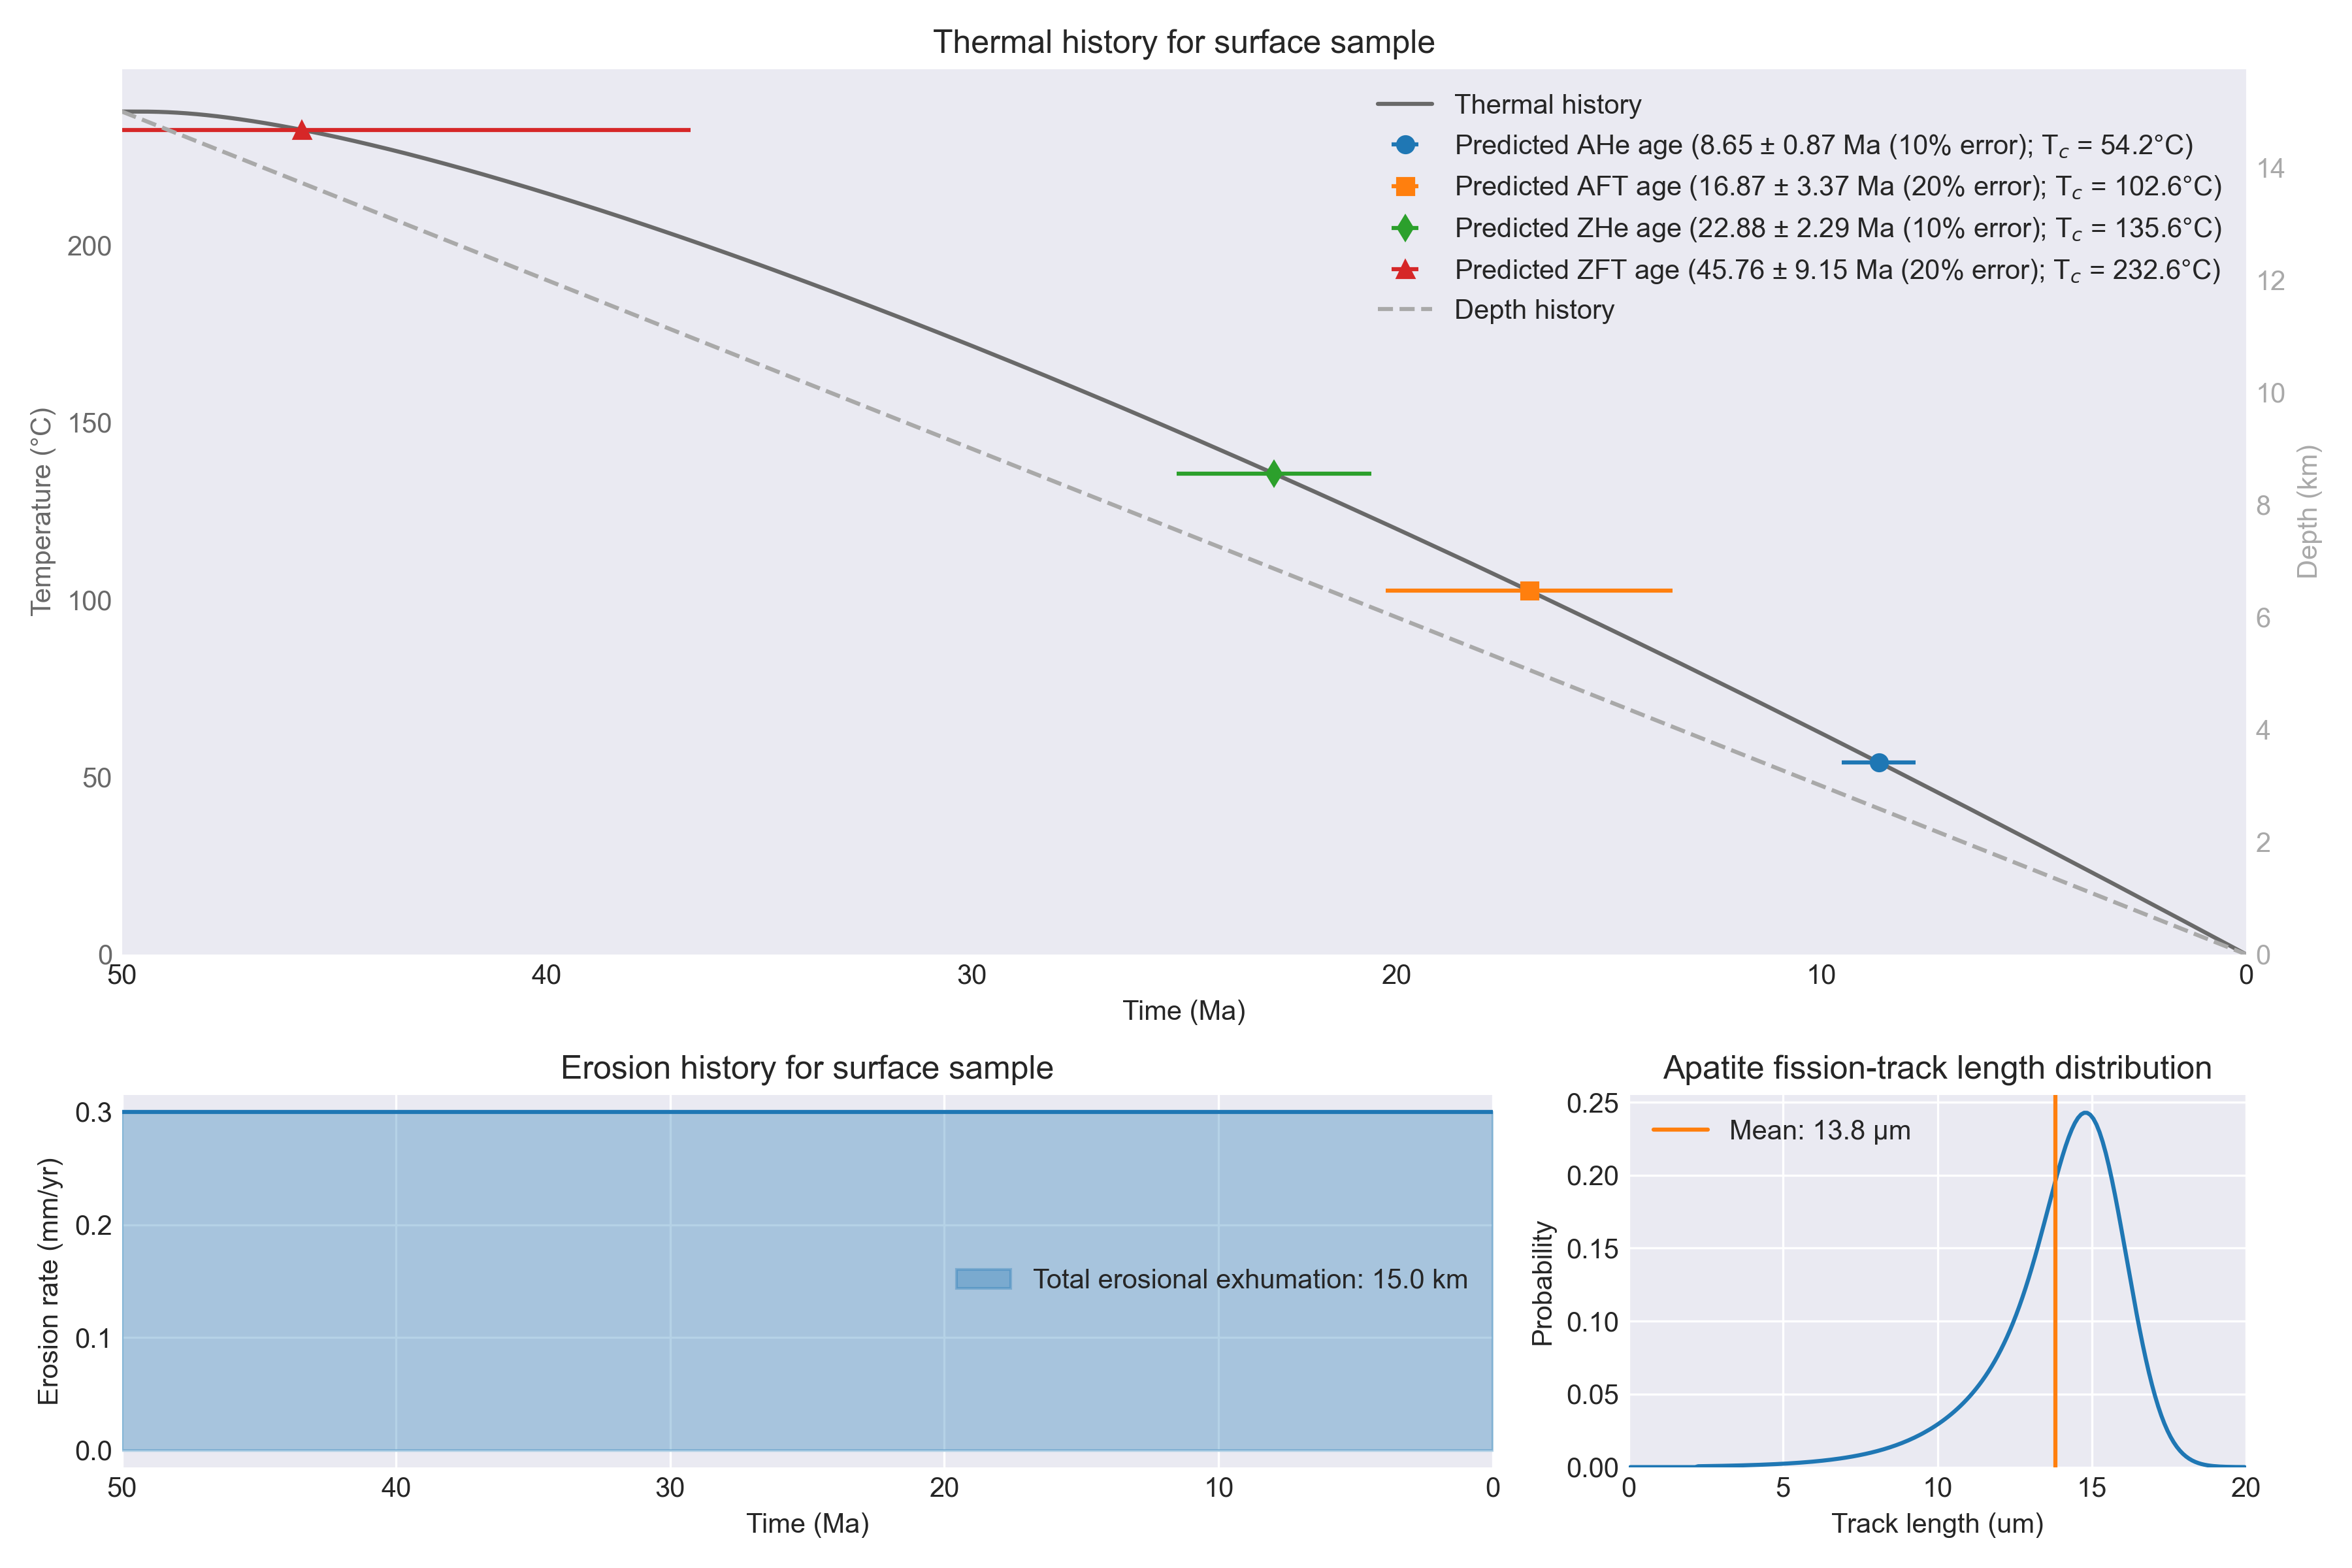 Thermal history for surface sample
Thermal history
Predicted AHe age (8.65 ± 0.87 Ma (10% error); Tc = 54.2°C)
Predicted AFT age (16.87 ± 3.37 Ma (20% error); Tc = 102.6°C)
Predicted ZHe age (22.88 ± 2.29 Ma (10% error); Tc = 135.6°C)
Predicted ZFT age (45.76 ± 9.15 Ma (20% error); Tc = 232.6°C)
Depth history
Temperature (°C)
200
150
100
50
0
14
12
10
8
6
4
2
0
Depth (km)
50 40 30 20 10 0
Time (Ma)
Erosion history for surface sample
Erosion rate (mm/yr)
0.3
0.2
0.1
0.0
Total erosional exhumation: 15.0 km
50 40 30 20 10 0
Time (Ma)
Apatite fission-track length distribution
Probability
0.25
0.20
0.15
0.10
0.05
0.00
Mean: 13.8 µm
0 5 10 15 20
Track length (um)